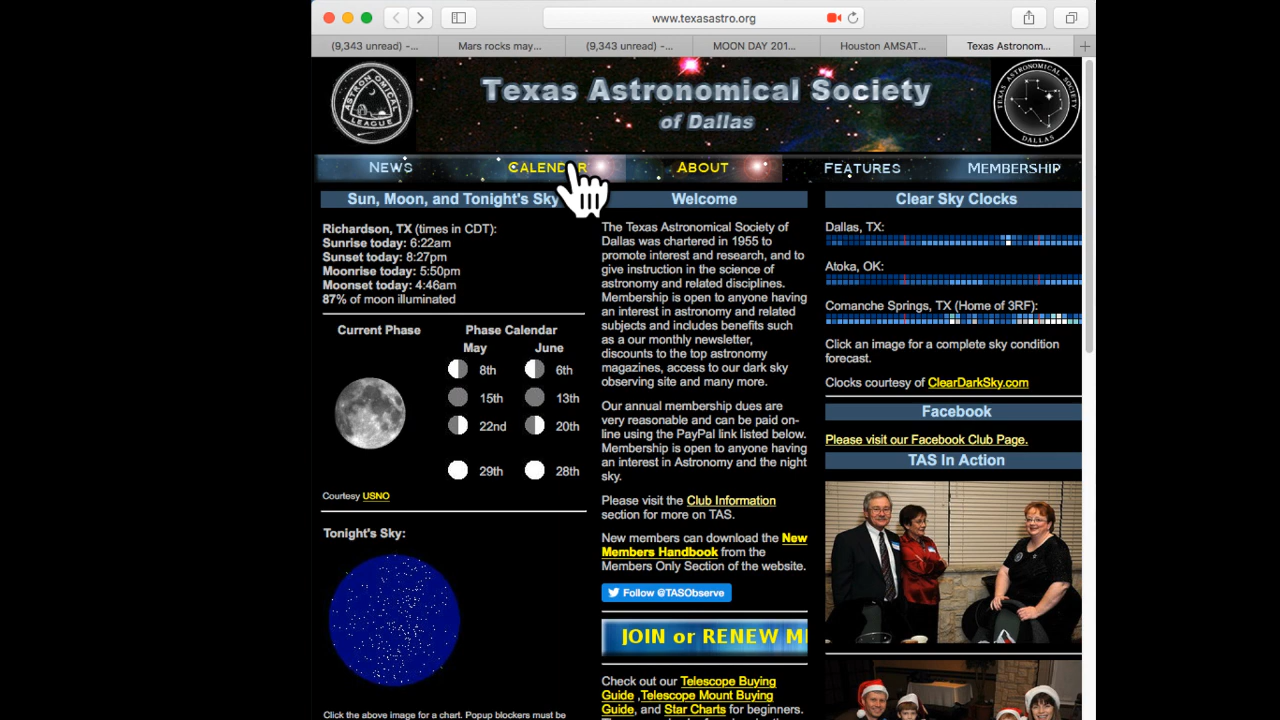 www.texasastro.org
(9,343 unread) -...
Mars rocks may...
(9,343 unread) -...
MOON DAY 201...
Houston AMSAT...
Texas Astronom...
ASTRONOMICAL
LEAGUE
Texas Astronomical Society
of Dallas
TEXAS ASTRONOMICAL SOCIETY
DALLAS
NEWS
CALENDAR
ABOUT
FEATURES
MEMBERSHIP
Sun, Moon, and Tonight's Sky
Richardson, TX (times in CDT):
Sunrise today: 6:22am
Sunset today: 8:27pm
Moonrise today: 5:50pm
Moonset today: 4:46am
87% of moon illuminated
Current Phase
Phase Calendar
May
June
8th
6th
15th
13th
22nd
20th
29th
28th
Courtesy USNO
Tonight's Sky:
Click the above image for a chart. Popup blockers must be
Welcome
The Texas Astronomical Society of
Dallas was chartered in 1955 to
promote interest and research, and to
give instruction in the science of
astronomy and related disciplines.
Membership is open to anyone having
an interest in astronomy and related
subjects and includes benefits such
as a our monthly newsletter,
discounts to the top astronomy
magazines, access to our dark sky
observing site and many more.
Our annual membership dues are
very reasonable and can be paid on-
line using the PayPal link listed below.
Membership is open to anyone having
an interest in Astronomy and the night
sky.
Please visit the Club Information
section for more on TAS.
New members can download the New
Members Handbook from the
Members Only Section of the website.
Follow @TASObserve
JOIN or RENEW M
Check out our Telescope Buying
Guide ,Telescope Mount Buying
Guide, and Star Charts for beginners.
Clear Sky Clocks
Dallas, TX:
Atoka, OK:
Comanche Springs, TX (Home of 3RF):
Click an image for a complete sky condition
forecast.
Clocks courtesy of ClearDarkSky.com
Facebook
Please visit our Facebook Club Page.
TAS In Action